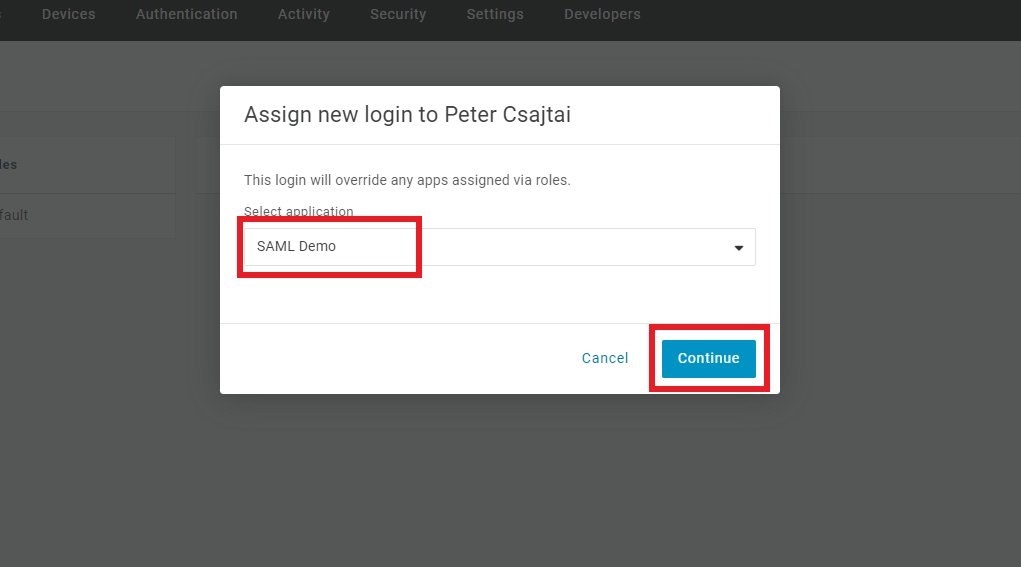 Devices Authentication Activity Security Settings Developers
Assign new login to Peter Csajtai
les
This login will override any apps assigned via roles.
Select application
fault
SAML Demo
Cancel Continue